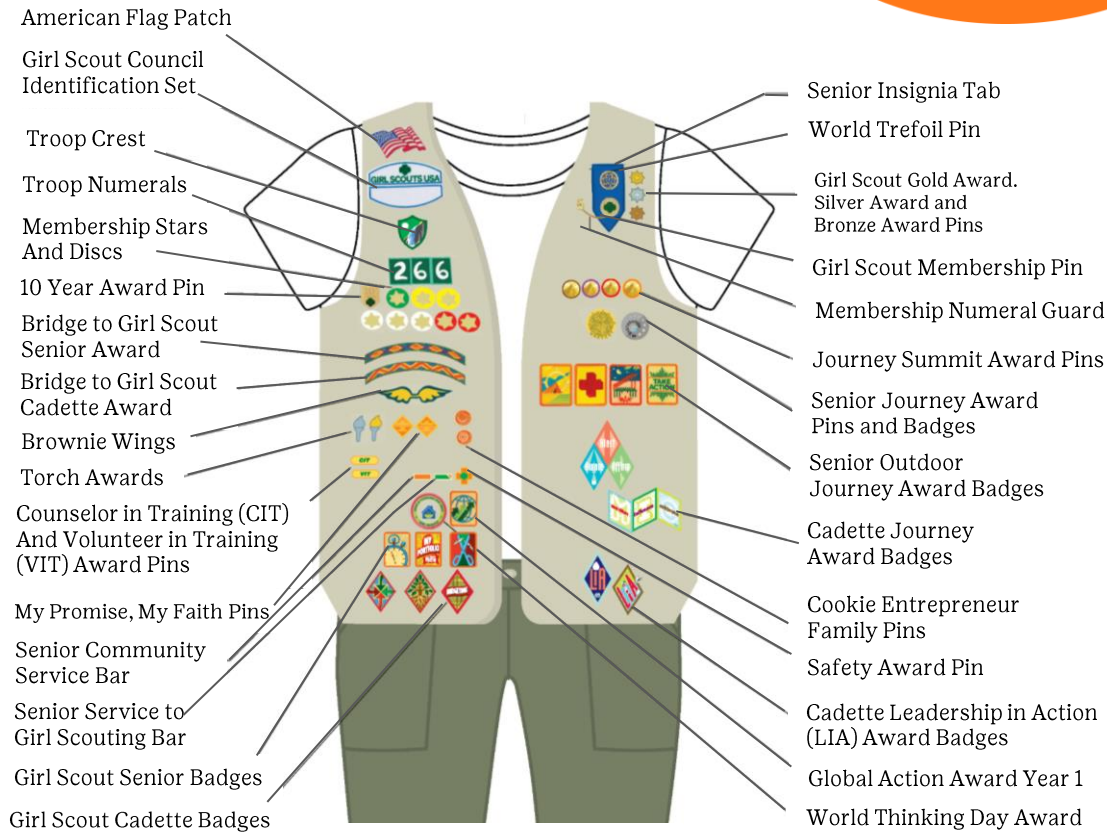 American Flag Patch
Girl Scout Council
Identification Set
Troop Crest
Troop Numerals
Membership Stars
And Discs
10 Year Award Pin
Bridge to Girl Scout
Senior Award
Bridge to Girl Scout
Cadette Award
Brownie Wings
Torch Awards
Counselor in Training (CIT)
And Volunteer in Training
(VIT) Award Pins
My Promise, My Faith Pins
Senior Community
Service Bar
Senior Service to
Girl Scouting Bar
Girl Scout Senior Badges
Girl Scout Cadette Badges
GIRL SCOUTS USA
266
CIT
VIT
MY
PORTFOLIO
TAKE
ACTION
LIA
Senior Insignia Tab
World Trefoil Pin
Girl Scout Gold Award.
Silver Award and
Bronze Award Pins
Girl Scout Membership Pin
Membership Numeral Guard
Journey Summit Award Pins
Senior Journey Award
Pins and Badges
Senior Outdoor
Journey Award Badges
Cadette Journey
Award Badges
Cookie Entrepreneur
Family Pins
Safety Award Pin
Cadette Leadership in Action
(LIA) Award Badges
Global Action Award Year 1
World Thinking Day Award